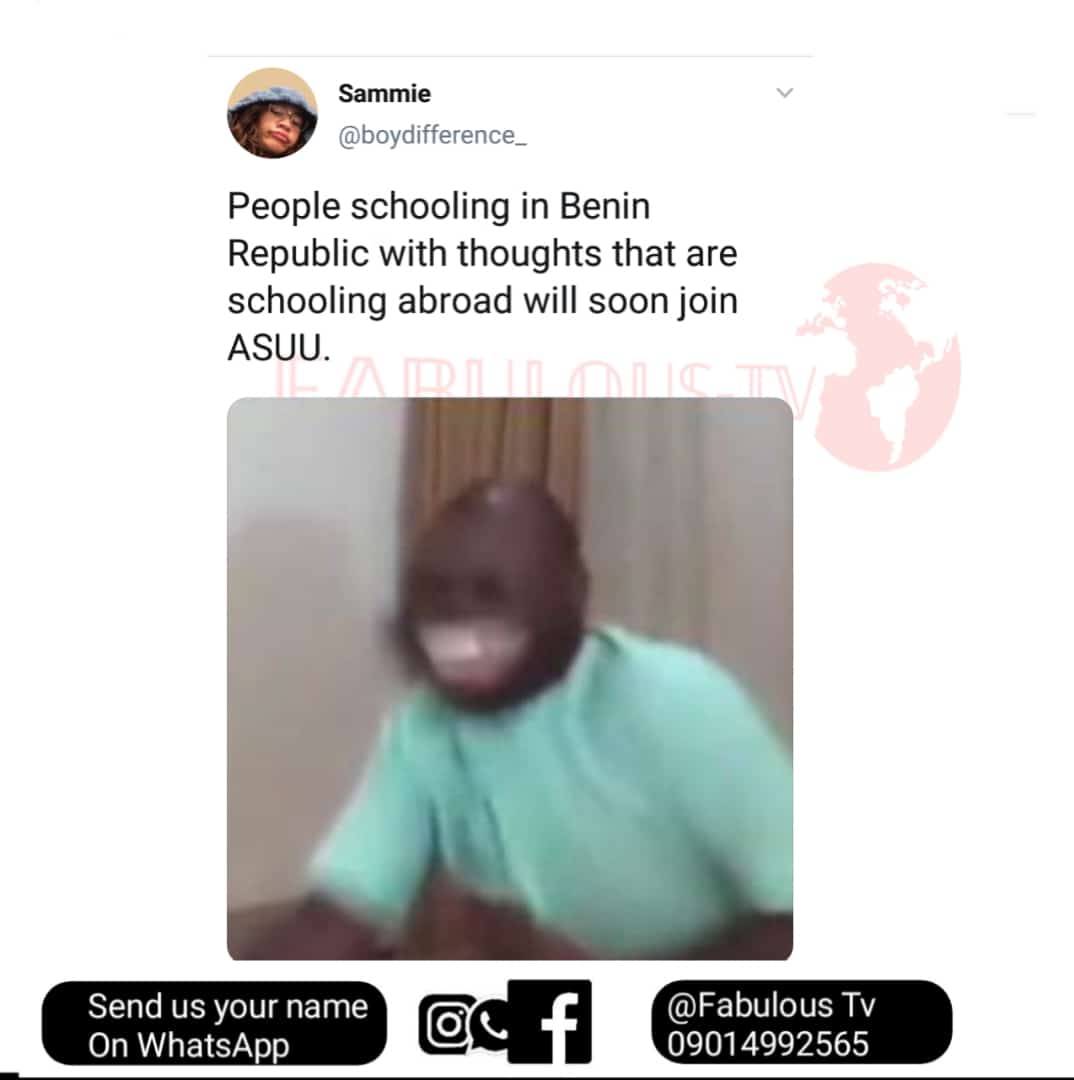 Sammie
@boydifference_
People schooling in Benin
Republic with thoughts that are
schooling abroad will soon join
ASUU.
FABULOUS-TV
Send us your name
On WhatsApp
@Fabulous Tv
09014992565